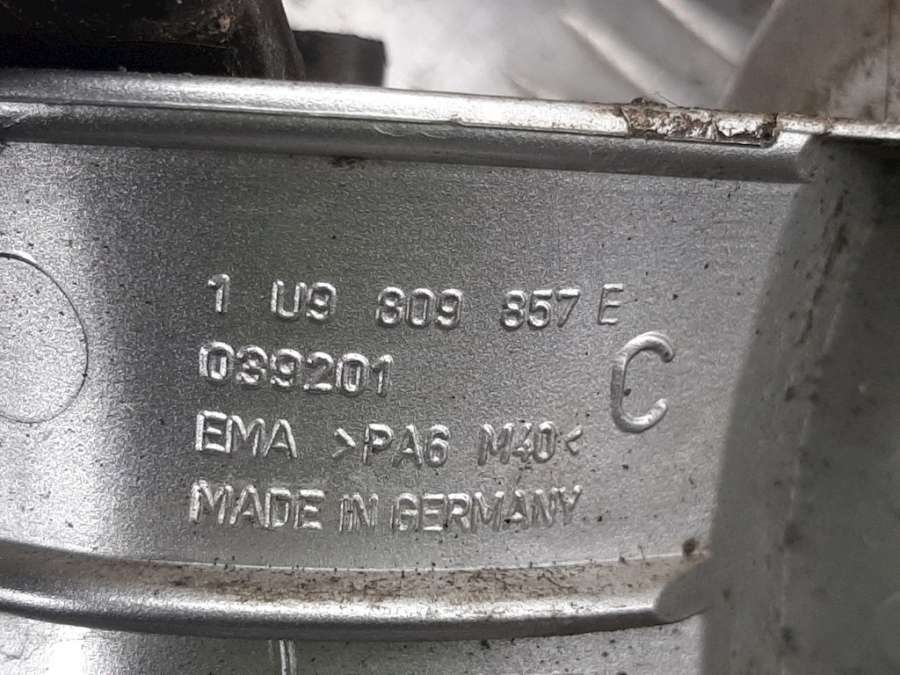 1 U9 809 857 E
039201
C
EMA >PA6 M40<
MADE IN GERMANY